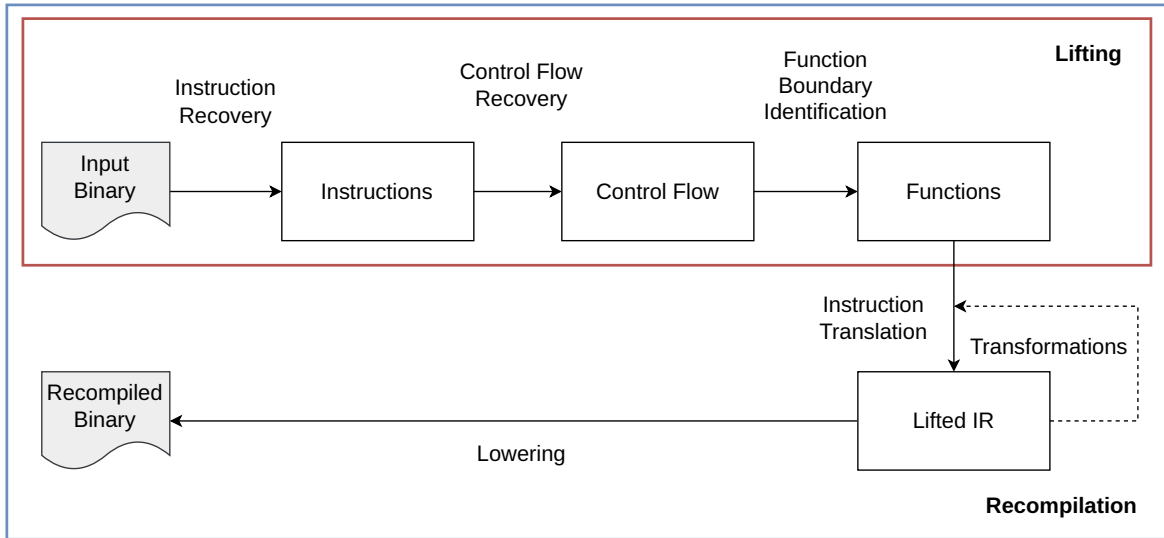 Lifting
Instruction
Recovery
Control Flow
Recovery
Function
Boundary
Identification
Input
Binary
Instructions
Control Flow
Functions
Instruction
Translation
Transformations
Recompiled
Binary
Lowering
Lifted IR
Recompilation